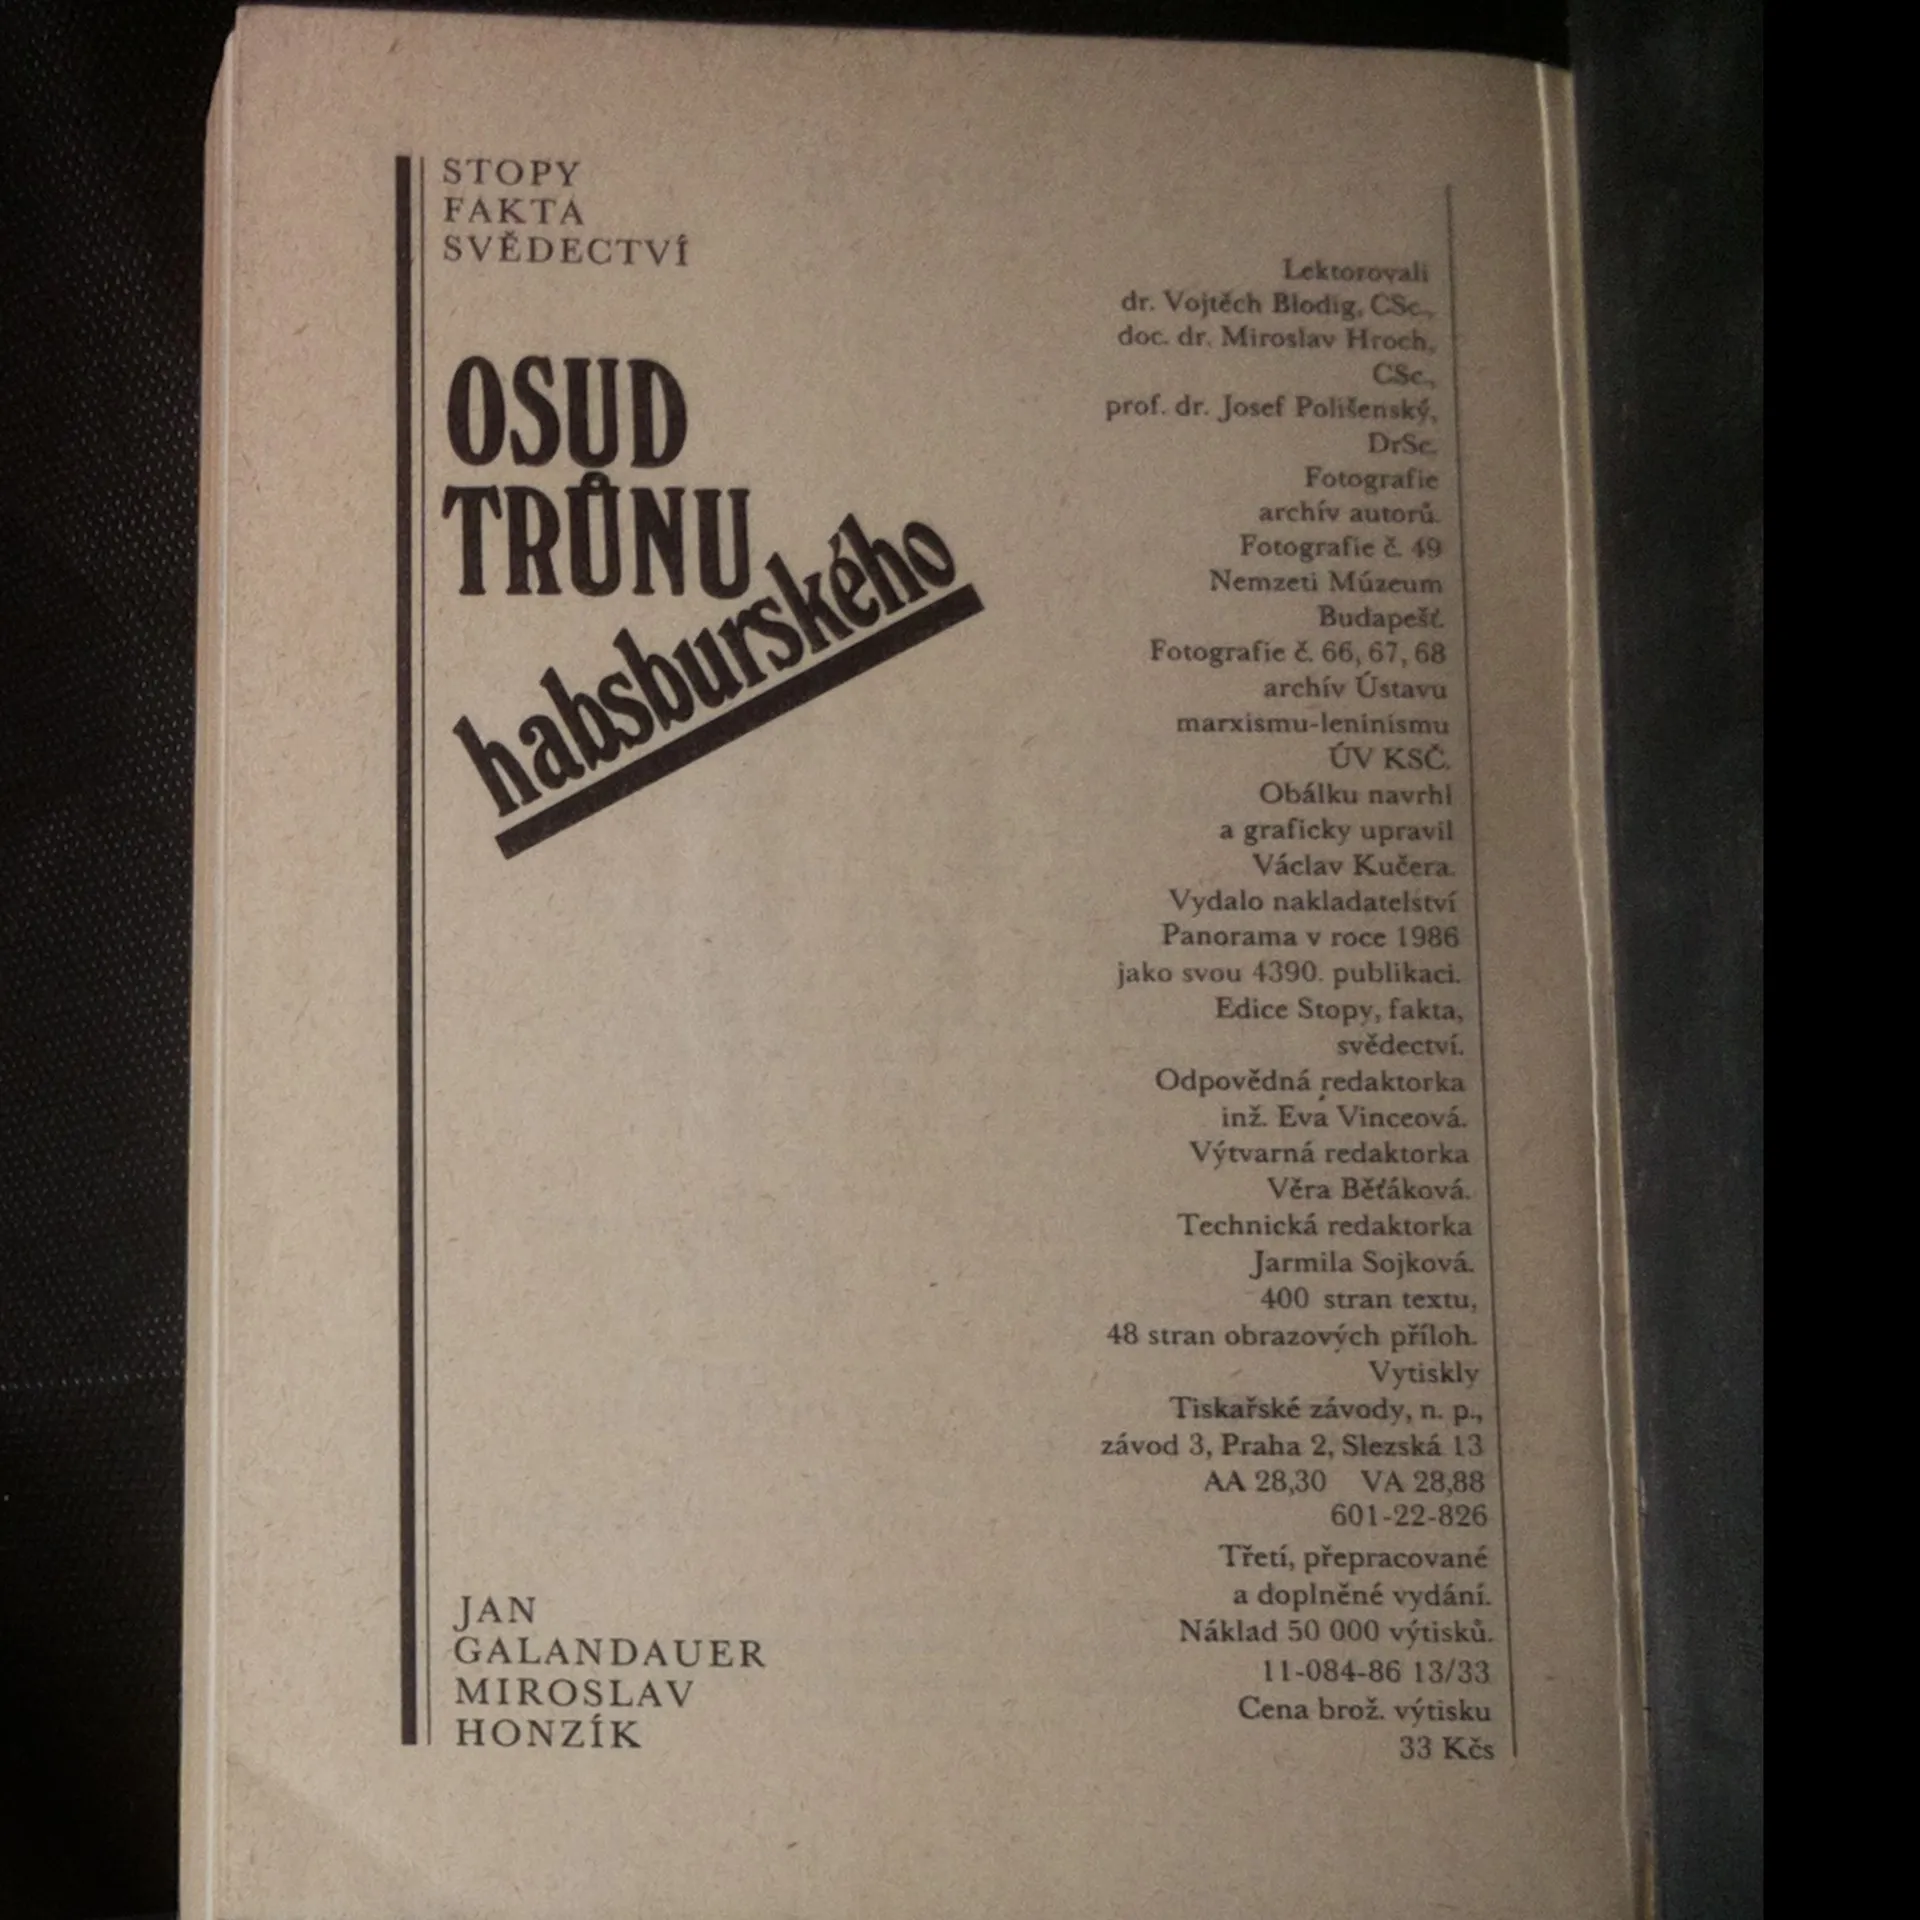 STOPY
FAKTA
SVĚDECTVÍ
OSUD
TRŮNU
habsburského
JAN
GALANDAUER
MIROSLAV
HONZÍK
Lektorovali
dr. Vojtěch Blodig, CSc.,
doc. dr. Miroslav Hroch,
CSc.,
prof. dr. Josef Polišenský,
DrSc.
Fotografie
archív autorů.
Fotografie č. 49
Nemzeti Múzeum
Budapešť.
Fotografie č. 66, 67, 68
archív Ústavu
marxismu-leninismu
ÚV KSČ.
Obálku navrhl
a graficky upravil
Václav Kučera.
Vydalo nakladatelství
Panorama v roce 1986
jako svou 4390. publikaci.
Edice Stopy, fakta,
svědectví.
Odpovědná redaktorka
inž. Eva Vinceová.
Výtvarná redaktorka
Věra Běťáková.
Technická redaktorka
Jarmila Sojková.
400 stran textu,
48 stran obrazových příloh.
Vytiskly
Tiskařské závody, n. p.,
závod 3, Praha 2, Slezská 13
AA 28,30 VA 28,88
601-22-826
Třetí, přepracované
a doplněné vydání.
Náklad 50 000 výtisků.
11-084-86 13/33
Cena brož. výtisku
33 Kčs